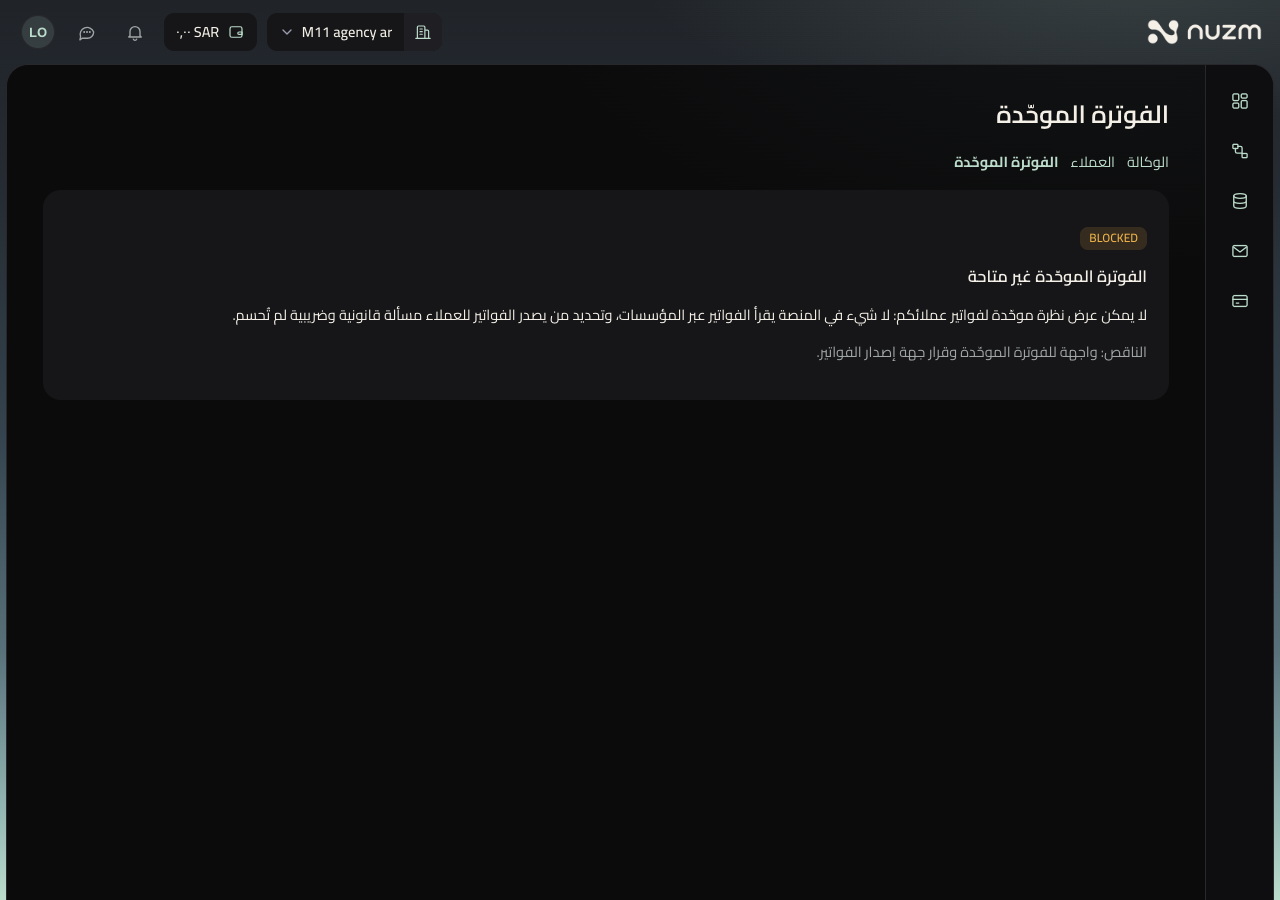 nuzm
M11 agency ar
٠٫٠٠ SAR
LO
الفوترة الموحّدة
الوكالة العملاء الفوترة الموحّدة
BLOCKED
الفوترة الموحّدة غير متاحة
لا يمكن عرض نظرة موحّدة لفواتير عملائكم: لا شيء في المنصة يقرأ الفواتير عبر المؤسسات، وتحديد من يصدر الفواتير للعملاء مسألة قانونية وضريبية لم تُحسم.
الناقص: واجهة للفوترة الموحّدة وقرار جهة إصدار الفواتير.